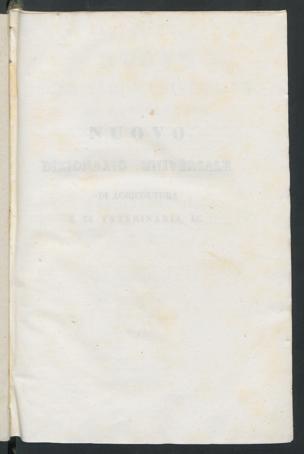 NUOVO
DIZIONARIO UNIVERSALE
DI AGRICOLTURA
E DI VETERINARIA, EC.